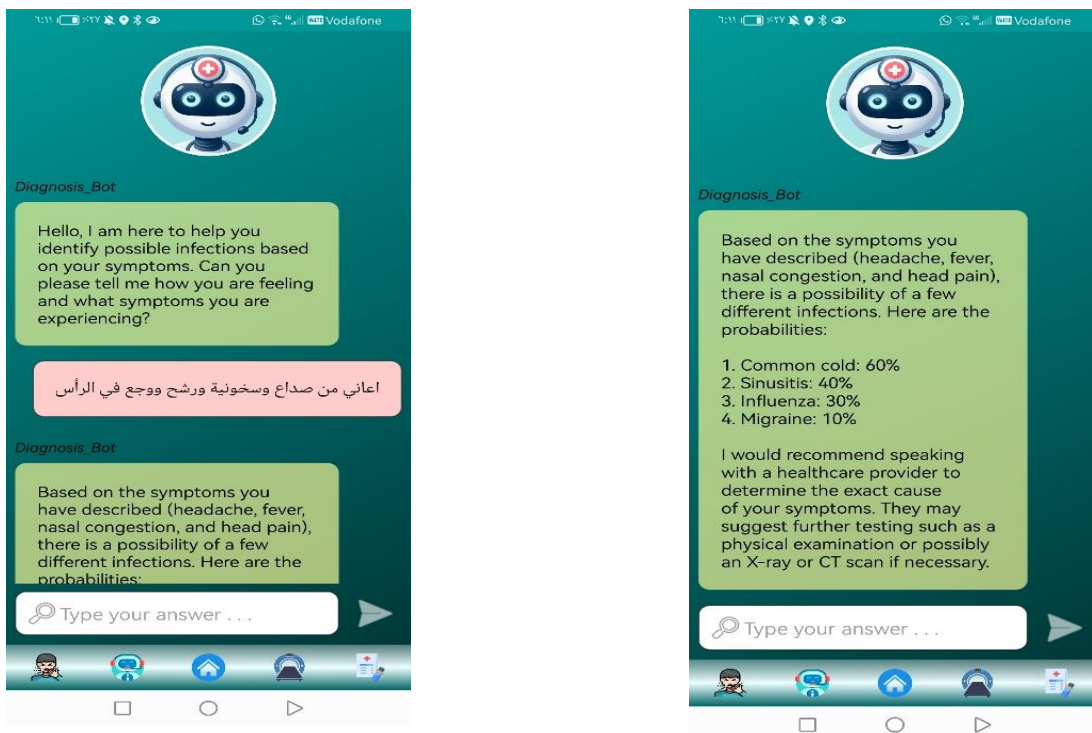 ٦:١١ ٪٢٧ Vodafone
Diagnosis_Bot
Hello, I am here to help you
identify possible infections based
on your symptoms. Can you
please tell me how you are feeling
and what symptoms you are
experiencing?
اعاني من صداع وسخونية ورشح ووجع في الرأس
Diagnosis_Bot
Based on the symptoms you
have described (headache, fever,
nasal congestion, and head pain),
there is a possibility of a few
different infections. Here are the
probabilities:
Type your answer . . .
Vodafone
Diagnosis_Bot
Based on the symptoms you
have described (headache, fever,
nasal congestion, and head pain),
there is a possibility of a few
different infections. Here are the
probabilities:
1. Common cold: 60%
2. Sinusitis: 40%
3. Influenza: 30%
4. Migraine: 10%
I would recommend speaking
with a healthcare provider to
determine the exact cause
of your symptoms. They may
suggest further testing such as a
physical examination or possibly
an X-ray or CT scan if necessary.
Type your answer . . .